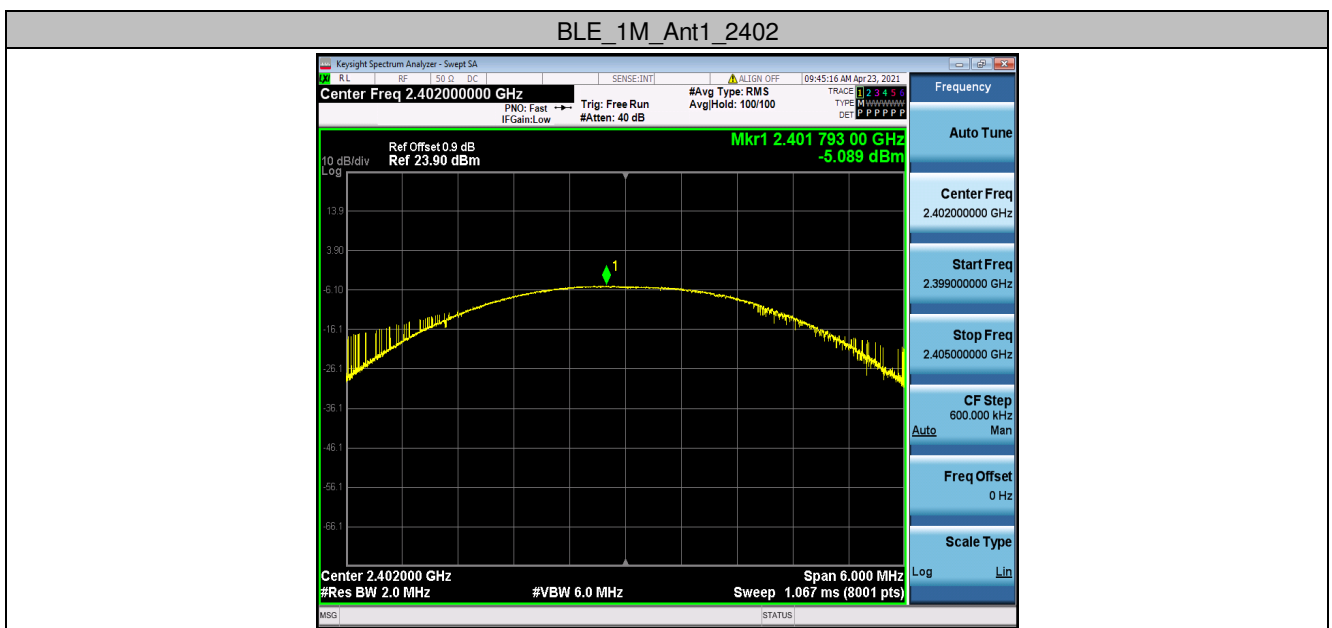 BLE_1M_Ant1_2402
Keysight Spectrum Analyzer - Swept SA
RL RF 50 Ω DC SENSE:INT ALIGN OFF 09:45:16 AM Apr 23, 2021
Center Freq 2.402000000 GHz
PNO: Fast
IFGain:Low
Trig: Free Run
#Atten: 40 dB
#Avg Type: RMS
Avg|Hold: 100/100
TRACE 1 2 3 4 5 6
TYPE M W W W W W
DET P P P P P P
Mkr1 2.401 793 00 GHz
-5.089 dBm
Ref Offset 0.9 dB
10 dB/div Ref 23.90 dBm
Log
13.9
3.90
-6.10
-16.1
-26.1
-36.1
-46.1
-56.1
-66.1
1
Center 2.402000 GHz Span 6.000 MHz
#Res BW 2.0 MHz #VBW 6.0 MHz Sweep 1.067 ms (8001 pts)
MSG STATUS
Frequency
Auto Tune
Center Freq
2.402000000 GHz
Start Freq
2.399000000 GHz
Stop Freq
2.405000000 GHz
CF Step
600.000 kHz
Auto Man
Freq Offset
0 Hz
Scale Type
Log Lin